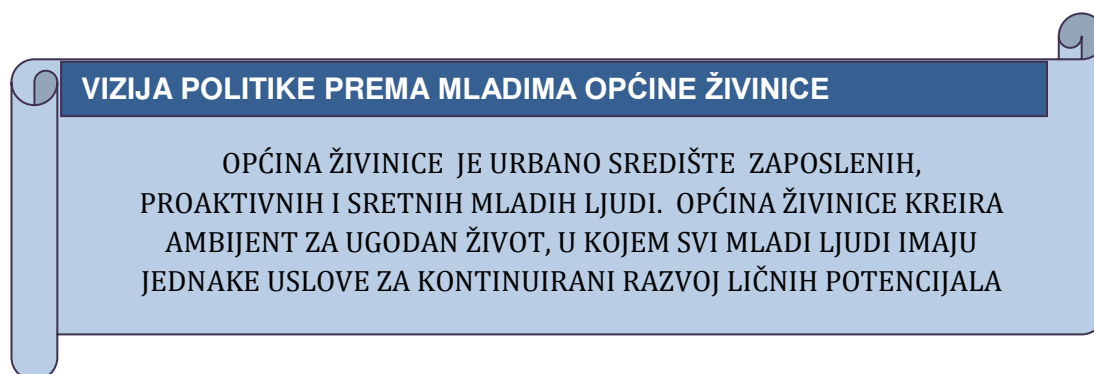 VIZIJA POLITIKE PREMA MLADIMA OPĆINE ŽIVINICE
OPĆINA ŽIVINICE JE URBANO SREDIŠTE ZAPOSLENIH,
PROAKTIVNIH I SRETNIH MLADIH LJUDI. OPĆINA ŽIVINICE KREIRA
AMBIJENT ZA UGODAN ŽIVOT, U KOJEM SVI MLADI LJUDI IMAJU
JEDNAKE USLOVE ZA KONTINUIRANI RAZVOJ LIČNIH POTENCIJALA